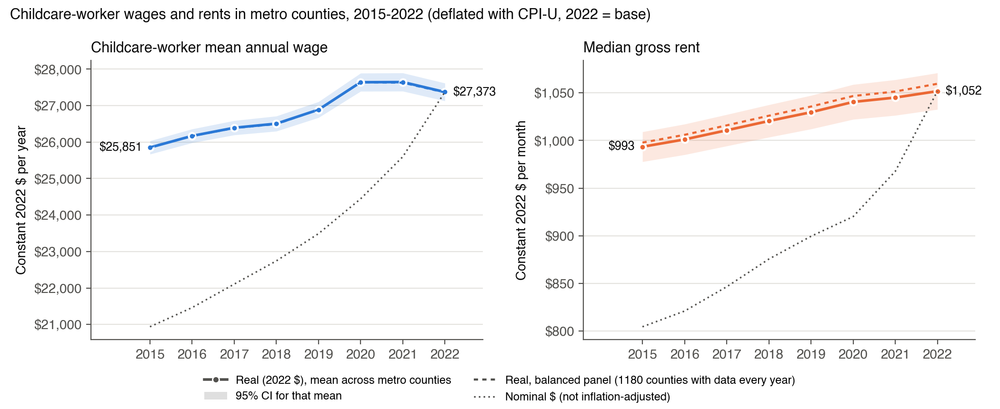 Childcare-worker wages and rents in metro counties, 2015-2022 (deflated with CPI-U, 2022 = base)
Childcare-worker mean annual wage
Constant 2022 $ per year
$28,000
$27,000
$26,000
$25,000
$24,000
$23,000
$22,000
$21,000
$25,851
$27,373
2015 2016 2017 2018 2019 2020 2021 2022
Median gross rent
Constant 2022 $ per month
$1,050
$1,000
$950
$900
$850
$800
$993
$1,052
2015 2016 2017 2018 2019 2020 2021 2022
Real (2022 $), mean across metro counties
95% CI for that mean
Real, balanced panel (1180 counties with data every year)
Nominal $ (not inflation-adjusted)